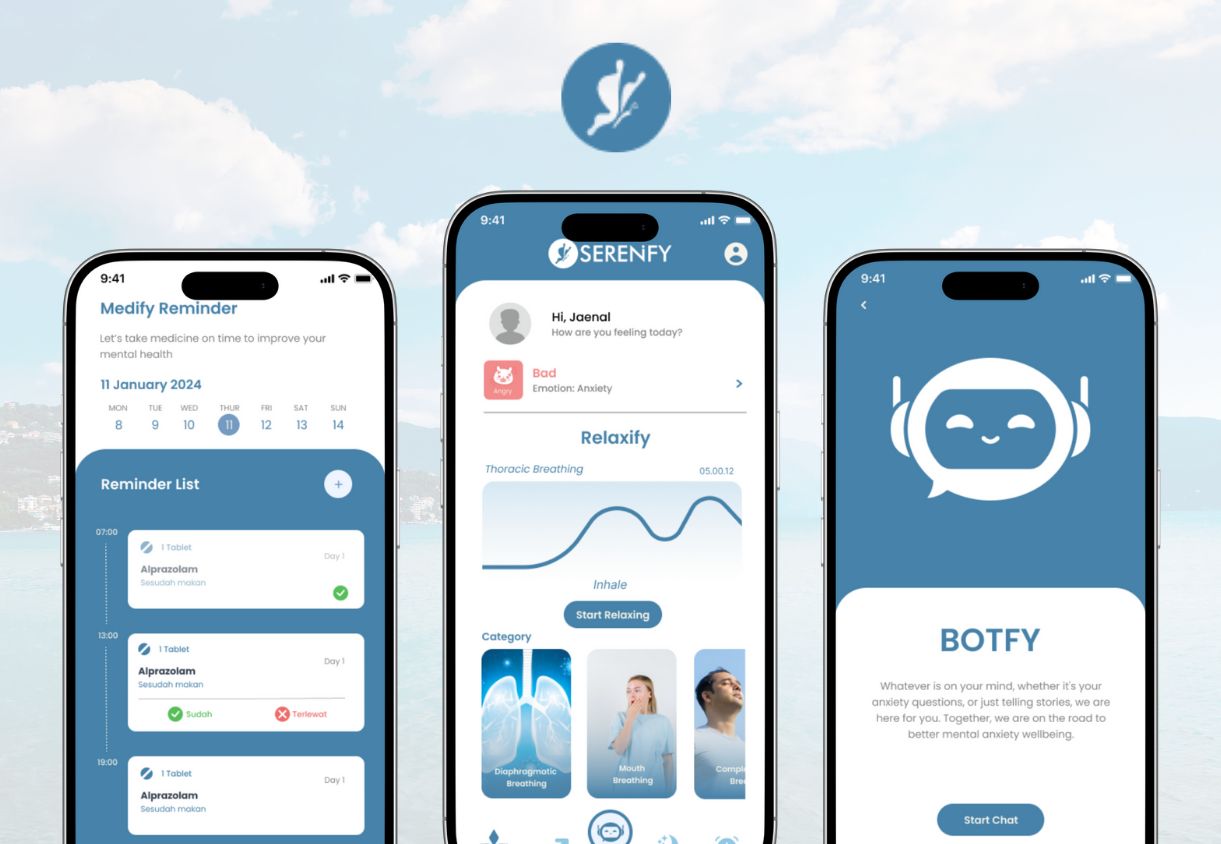 9:41
Medify Reminder
Let's take medicine on time to improve your
mental health
11 January 2024
MON TUE WED THUR FRI SAT SUN
8 9 10 11 12 13 14
Reminder List
+
07:00
1 Tablet
Day 1
Alprazolam
Sesudah makan
13:00
1 Tablet
Day 1
Alprazolam
Sesudah makan
Sudah Terlewat
19:00
1 Tablet
Day 1
Alprazolam
Sesudah makan
9:41
SERENiFY
Hi, Jaenal
How are you feeling today?
Angry
Bad
Emotion: Anxiety
Relaxify
Thoracic Breathing 05.00.12
Inhale
Start Relaxing
Category
Diaphragmatic
Breathing
Mouth
Breathing
Compl
Bre
9:41
BOTFY
Whatever is on your mind, whether it's your
anxiety questions, or just telling stories, we are
here for you. Together, we are on the road to
better mental anxiety wellbeing.
Start Chat